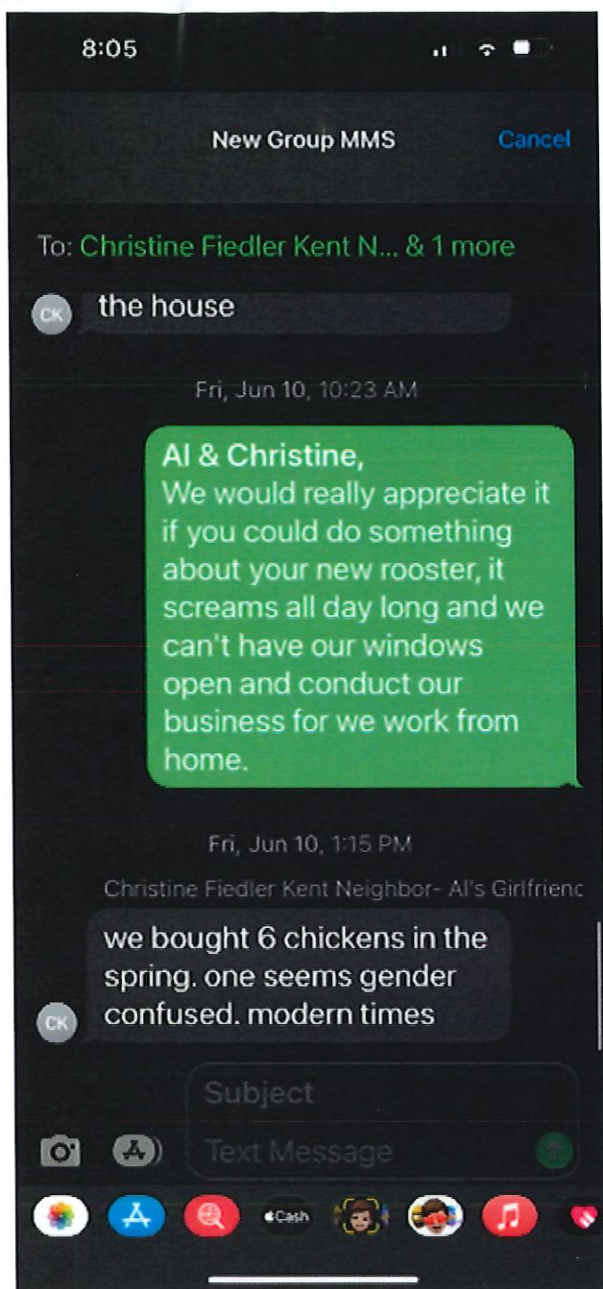 8:05
New Group MMS
Cancel
To: Christine Fiedler Kent N... & 1 more
CK
the house
Fri, Jun 10, 10:23 AM
Al & Christine,
We would really appreciate it
if you could do something
about your new rooster, it
screams all day long and we
can't have our windows
open and conduct our
business for we work from
home.
Fri, Jun 10, 1:15 PM
Christine Fiedler Kent Neighbor- Al's Girlfrienc
we bought 6 chickens in the
spring. one seems gender
confused. modern times
CK
Subject
Text Message
Cash